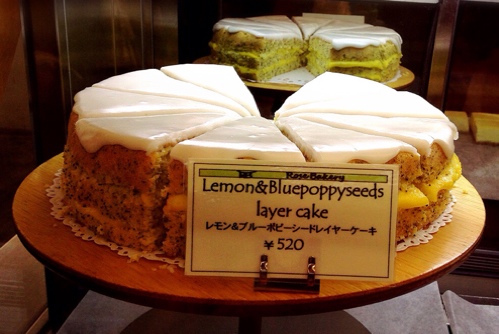 Rose Bakery
Lemon&Bluepoppyseeds
layer cake
レモン&ブルーポピーシードレイヤーケーキ
¥520